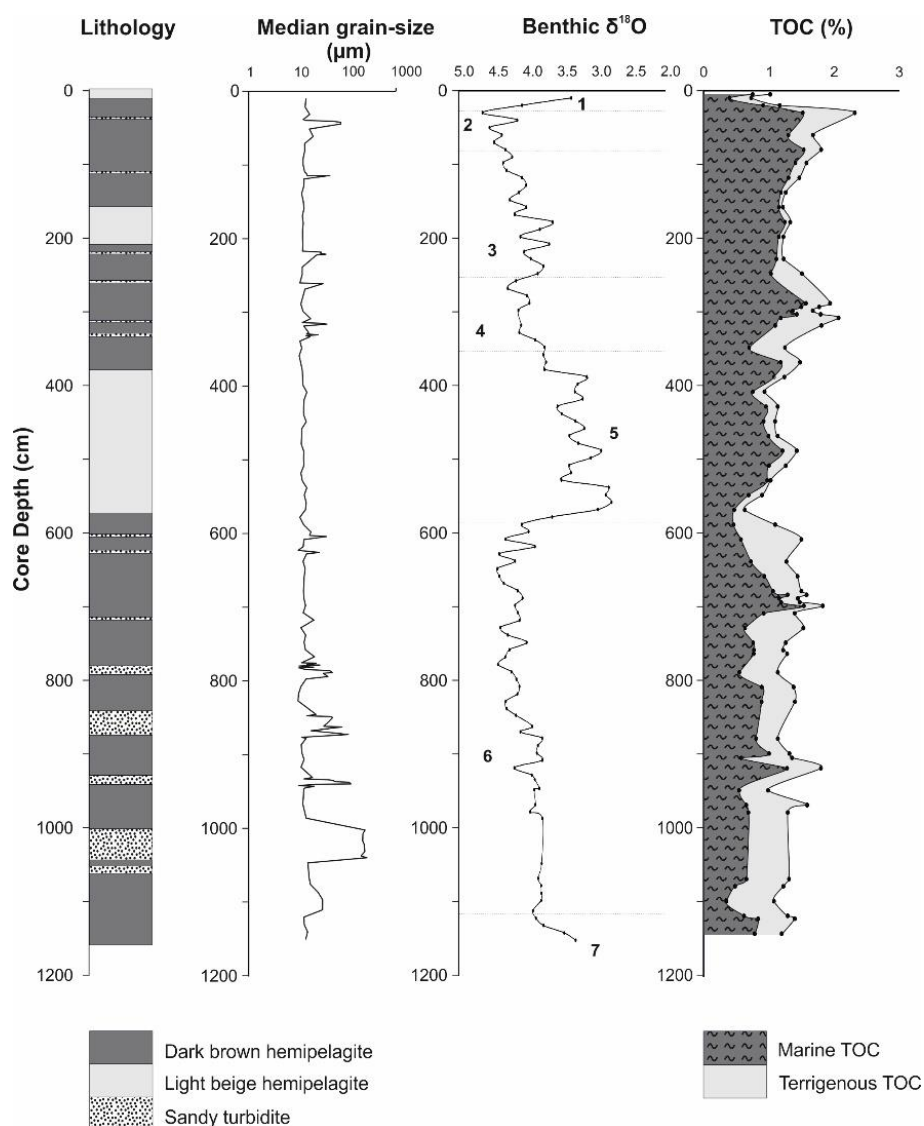 Lithology
Median grain-size
(µm)
Benthic δ18O
TOC (%)
1 10 100 1000
5.0 4.5 4.0 3.5 3.0 2.5 2.0
0 1 2 3
Core Depth (cm)
0
200
400
600
800
1000
1200
0
200
400
600
800
1000
1200
0
200
400
600
800
1000
1200
1
2
3
4
5
6
7
0
200
400
600
800
1000
1200
Dark brown hemipelagite
Light beige hemipelagite
Sandy turbidite
Marine TOC
Terrigenous TOC